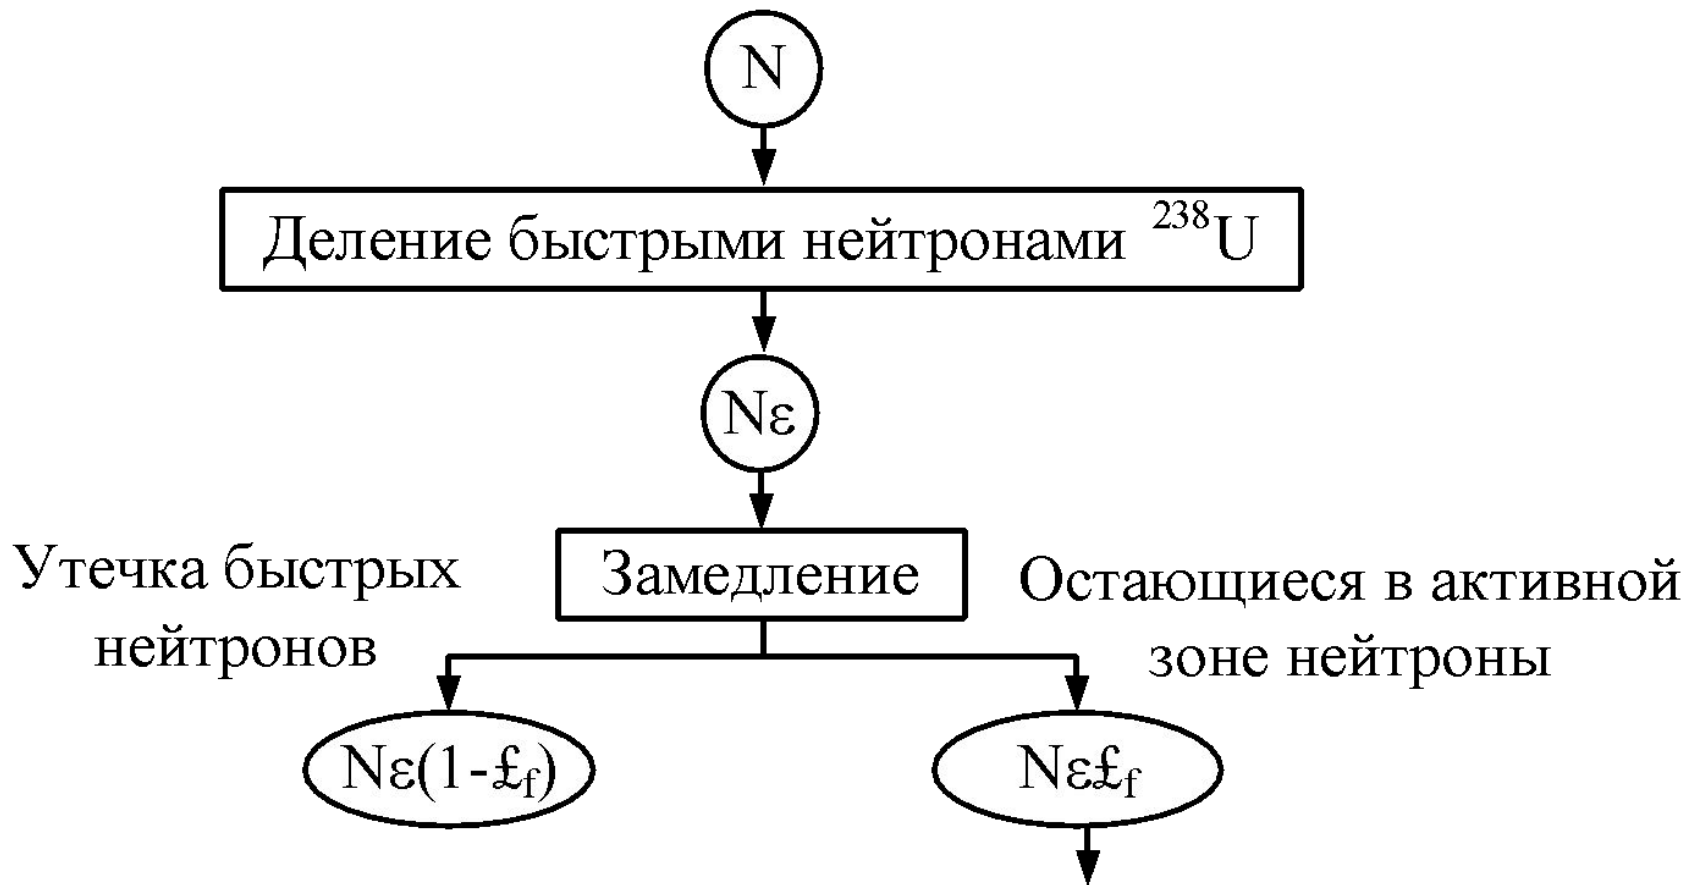 N
Деление быстрыми нейтронами ²³⁸U
Nε
Утечка быстрых
нейтронов
Замедление
Остающиеся в активной
зоне нейтроны
Nε(1-£f)
Nε£f